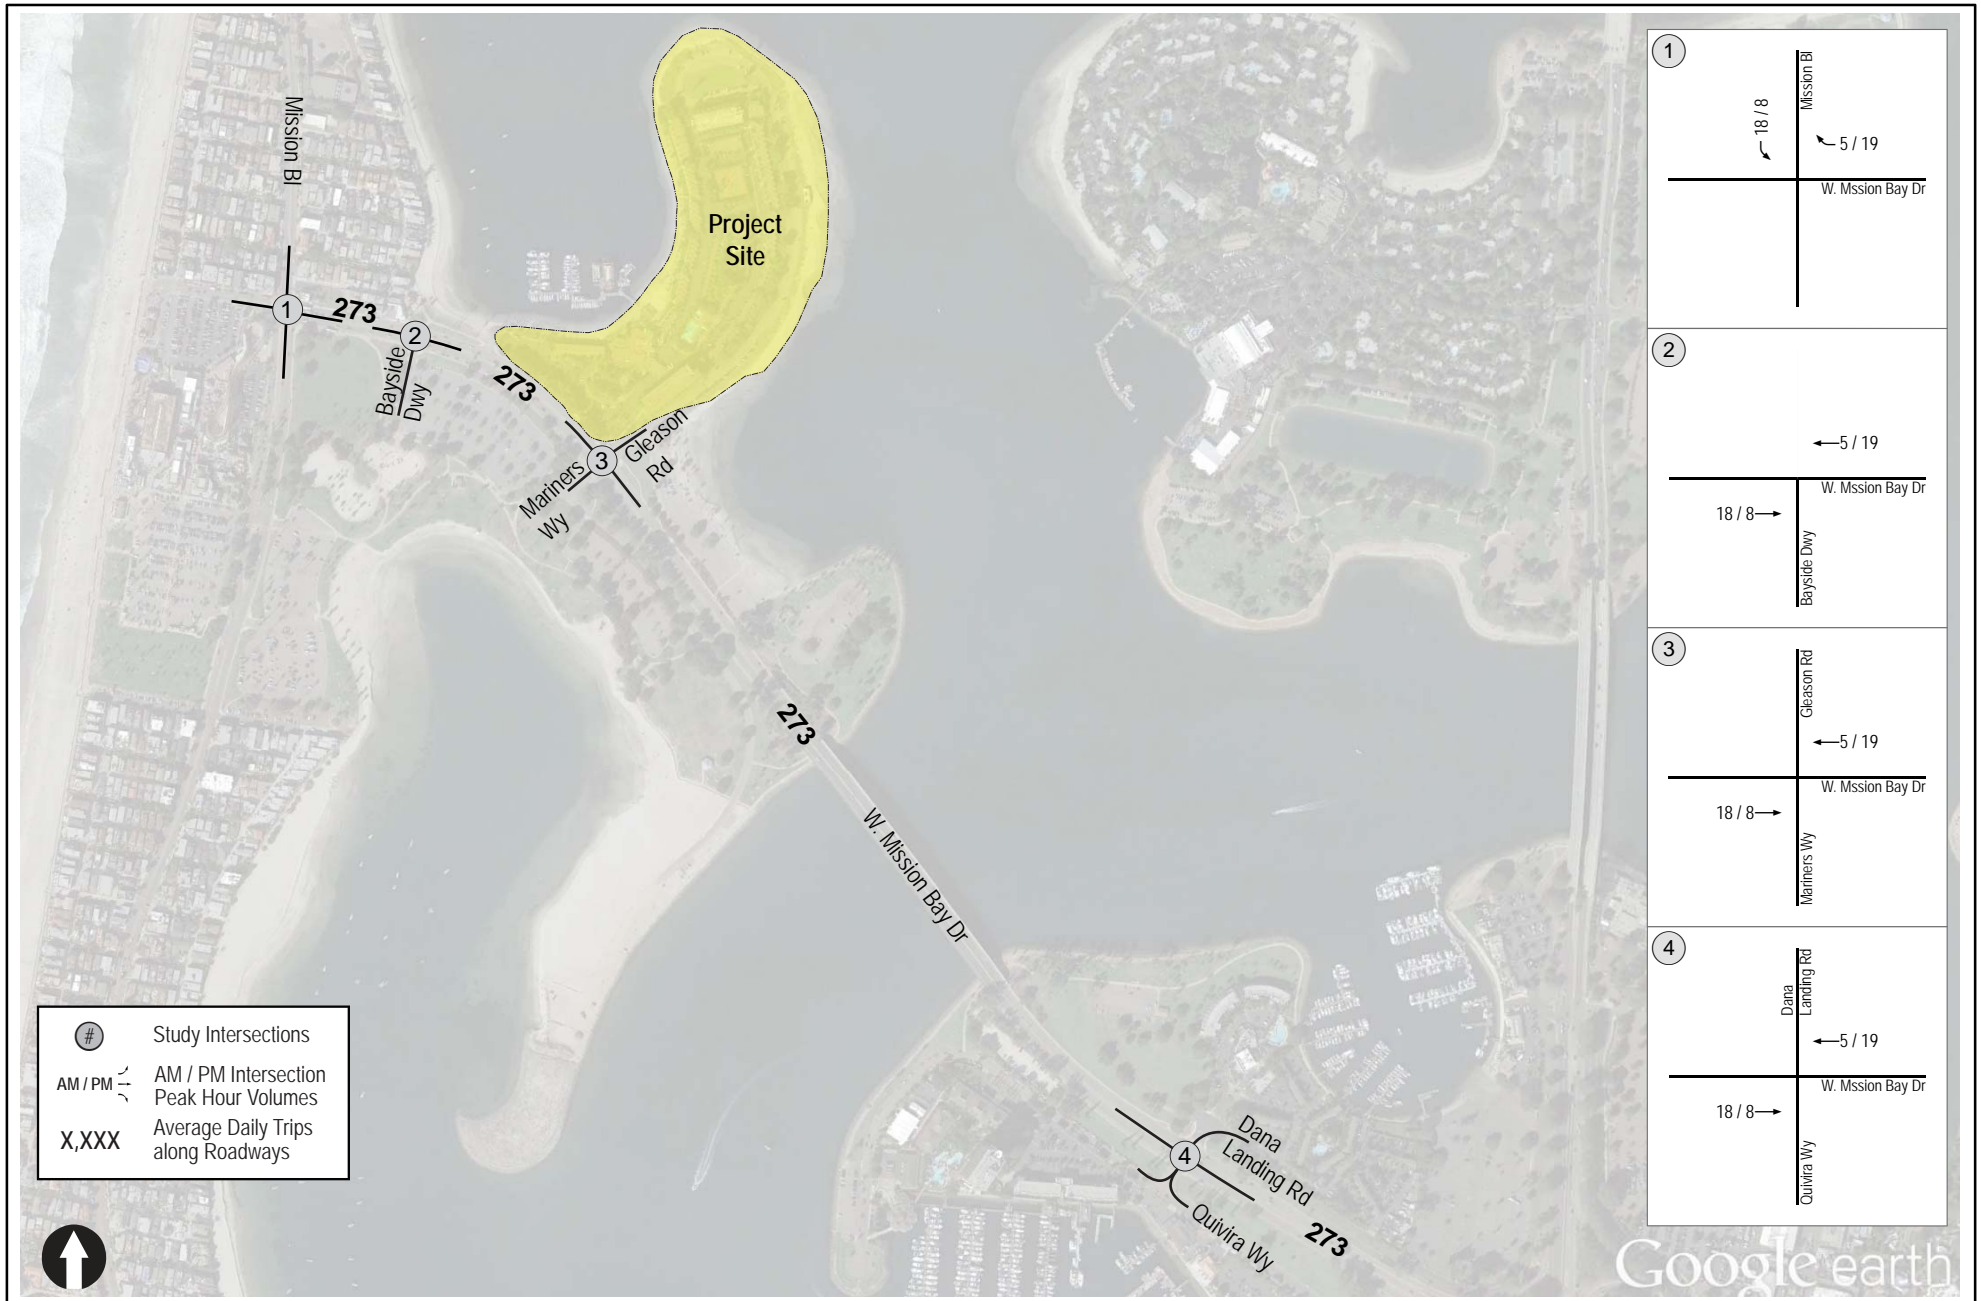 Mission Bl
Project
Site
1
273
2
Bayside
Dwy
273
3
Gleason
Rd
Mariners
Wy
273
W. Mission Bay Dr
4
Dana
Landing Rd
Quivira Wy
273
#
Study Intersections
AM / PM
AM / PM Intersection
Peak Hour Volumes
X,XXX
Average Daily Trips
along Roadways
1
Mission Bl
18 / 8
5 / 19
W. Mssion Bay Dr
2
5 / 19
W. Mssion Bay Dr
18 / 8
Bayside Dwy
3
Gleason Rd
5 / 19
W. Mssion Bay Dr
18 / 8
Mariners Wy
4
Dana
Landing Rd
5 / 19
W. Mssion Bay Dr
18 / 8
Quivira Wy
Google earth